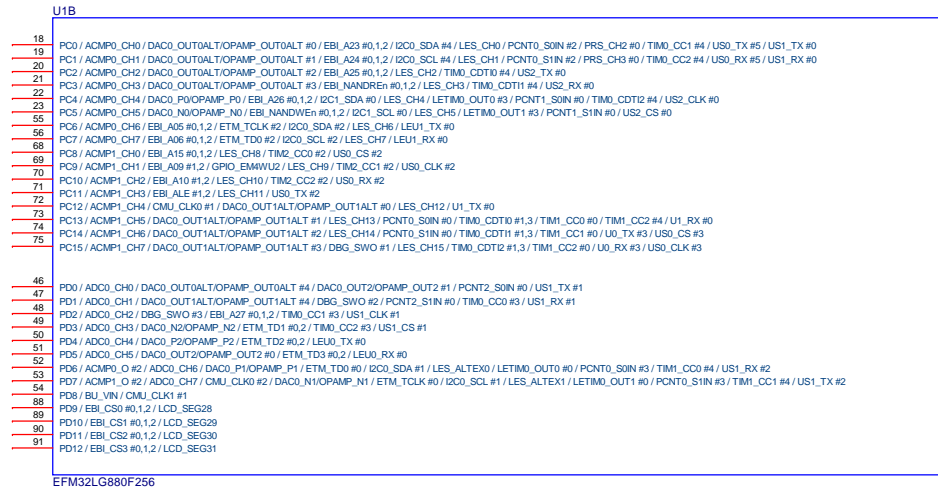 U1B
18 PC0 / ACMP0_CH0 / DAC0_OUT0ALT/OPAMP_OUT0ALT #0 / EBI_A23 #0,1,2 / I2C0_SDA #4 / LES_CH0 / PCNT0_S0IN #2 / PRS_CH2 #0 / TIM0_CC1 #4 / US0_TX #5 / US1_TX #0
19 PC1 / ACMP0_CH1 / DAC0_OUT0ALT/OPAMP_OUT0ALT #1 / EBI_A24 #0,1,2 / I2C0_SCL #4 / LES_CH1 / PCNT0_S1IN #2 / PRS_CH3 #0 / TIM0_CC2 #4 / US0_RX #5 / US1_RX #0
20 PC2 / ACMP0_CH2 / DAC0_OUT0ALT/OPAMP_OUT0ALT #2 / EBI_A25 #0,1,2 / LES_CH2 / TIM0_CDTI0 #4 / US2_TX #0
21 PC3 / ACMP0_CH3 / DAC0_OUT0ALT/OPAMP_OUT0ALT #3 / EBI_NANDREn #0,1,2 / LES_CH3 / TIM0_CDTI1 #4 / US2_RX #0
22 PC4 / ACMP0_CH4 / DAC0_P0/OPAMP_P0 / EBI_A26 #0,1,2 / I2C1_SDA #0 / LES_CH4 / LETIM0_OUT0 #3 / PCNT1_S0IN #0 / TIM0_CDTI2 #4 / US2_CLK #0
23 PC5 / ACMP0_CH5 / DAC0_N0/OPAMP_N0 / EBI_NANDWEn #0,1,2 / I2C1_SCL #0 / LES_CH5 / LETIM0_OUT1 #3 / PCNT1_S1IN #0 / US2_CS #0
55 PC6 / ACMP0_CH6 / EBI_A05 #0,1,2 / ETM_TCLK #2 / I2C0_SDA #2 / LES_CH6 / LEU1_TX #0
56 PC7 / ACMP0_CH7 / EBI_A06 #0,1,2 / ETM_TD0 #2 / I2C0_SCL #2 / LES_CH7 / LEU1_RX #0
68 PC8 / ACMP1_CH0 / EBI_A15 #0,1,2 / LES_CH8 / TIM2_CC0 #2 / US0_CS #2
69 PC9 / ACMP1_CH1 / EBI_A09 #1,2 / GPIO_EM4WU2 / LES_CH9 / TIM2_CC1 #2 / US0_CLK #2
70 PC10 / ACMP1_CH2 / EBI_A10 #1,2 / LES_CH10 / TIM2_CC2 #2 / US0_RX #2
71 PC11 / ACMP1_CH3 / EBI_ALE #1,2 / LES_CH11 / US0_TX #2
72 PC12 / ACMP1_CH4 / CMU_CLK0 #1 / DAC0_OUT1ALT/OPAMP_OUT1ALT #0 / LES_CH12 / U1_TX #0
73 PC13 / ACMP1_CH5 / DAC0_OUT1ALT/OPAMP_OUT1ALT #1 / LES_CH13 / PCNT0_S0IN #0 / TIM0_CDTI0 #1,3 / TIM1_CC0 #0 / TIM1_CC2 #4 / U1_RX #0
74 PC14 / ACMP1_CH6 / DAC0_OUT1ALT/OPAMP_OUT1ALT #2 / LES_CH14 / PCNT0_S1IN #0 / TIM0_CDTI1 #1,3 / TIM1_CC1 #0 / U0_TX #3 / US0_CS #3
75 PC15 / ACMP1_CH7 / DAC0_OUT1ALT/OPAMP_OUT1ALT #3 / DBG_SWO #1 / LES_CH15 / TIM0_CDTI2 #1,3 / TIM1_CC2 #0 / U0_RX #3 / US0_CLK #3
46 PD0 / ADC0_CH0 / DAC0_OUT0ALT/OPAMP_OUT0ALT #4 / DAC0_OUT2/OPAMP_OUT2 #1 / PCNT2_S0IN #0 / US1_TX #1
47 PD1 / ADC0_CH1 / DAC0_OUT1ALT/OPAMP_OUT1ALT #4 / DBG_SWO #2 / PCNT2_S1IN #0 / TIM0_CC0 #3 / US1_RX #1
48 PD2 / ADC0_CH2 / DBG_SWO #3 / EBI_A27 #0,1,2 / TIM0_CC1 #3 / US1_CLK #1
49 PD3 / ADC0_CH3 / DAC0_N2/OPAMP_N2 / ETM_TD1 #0,2 / TIM0_CC2 #3 / US1_CS #1
50 PD4 / ADC0_CH4 / DAC0_P2/OPAMP_P2 / ETM_TD2 #0,2 / LEU0_TX #0
51 PD5 / ADC0_CH5 / DAC0_OUT2/OPAMP_OUT2 #0 / ETM_TD3 #0,2 / LEU0_RX #0
52 PD6 / ACMP0_O #2 / ADC0_CH6 / DAC0_P1/OPAMP_P1 / ETM_TD0 #0 / I2C0_SDA #1 / LES_ALTEX0 / LETIM0_OUT0 #0 / PCNT0_S0IN #3 / TIM1_CC0 #4 / US1_RX #2
53 PD7 / ACMP1_O #2 / ADC0_CH7 / CMU_CLK0 #2 / DAC0_N1/OPAMP_N1 / ETM_TCLK #0 / I2C0_SCL #1 / LES_ALTEX1 / LETIM0_OUT1 #0 / PCNT0_S1IN #3 / TIM1_CC1 #4 / US1_TX #2
54 PD8 / BU_VIN / CMU_CLK1 #1
88 PD9 / EBI_CS0 #0,1,2 / LCD_SEG28
89 PD10 / EBI_CS1 #0,1,2 / LCD_SEG29
90 PD11 / EBI_CS2 #0,1,2 / LCD_SEG30
91 PD12 / EBI_CS3 #0,1,2 / LCD_SEG31
EFM32LG880F256